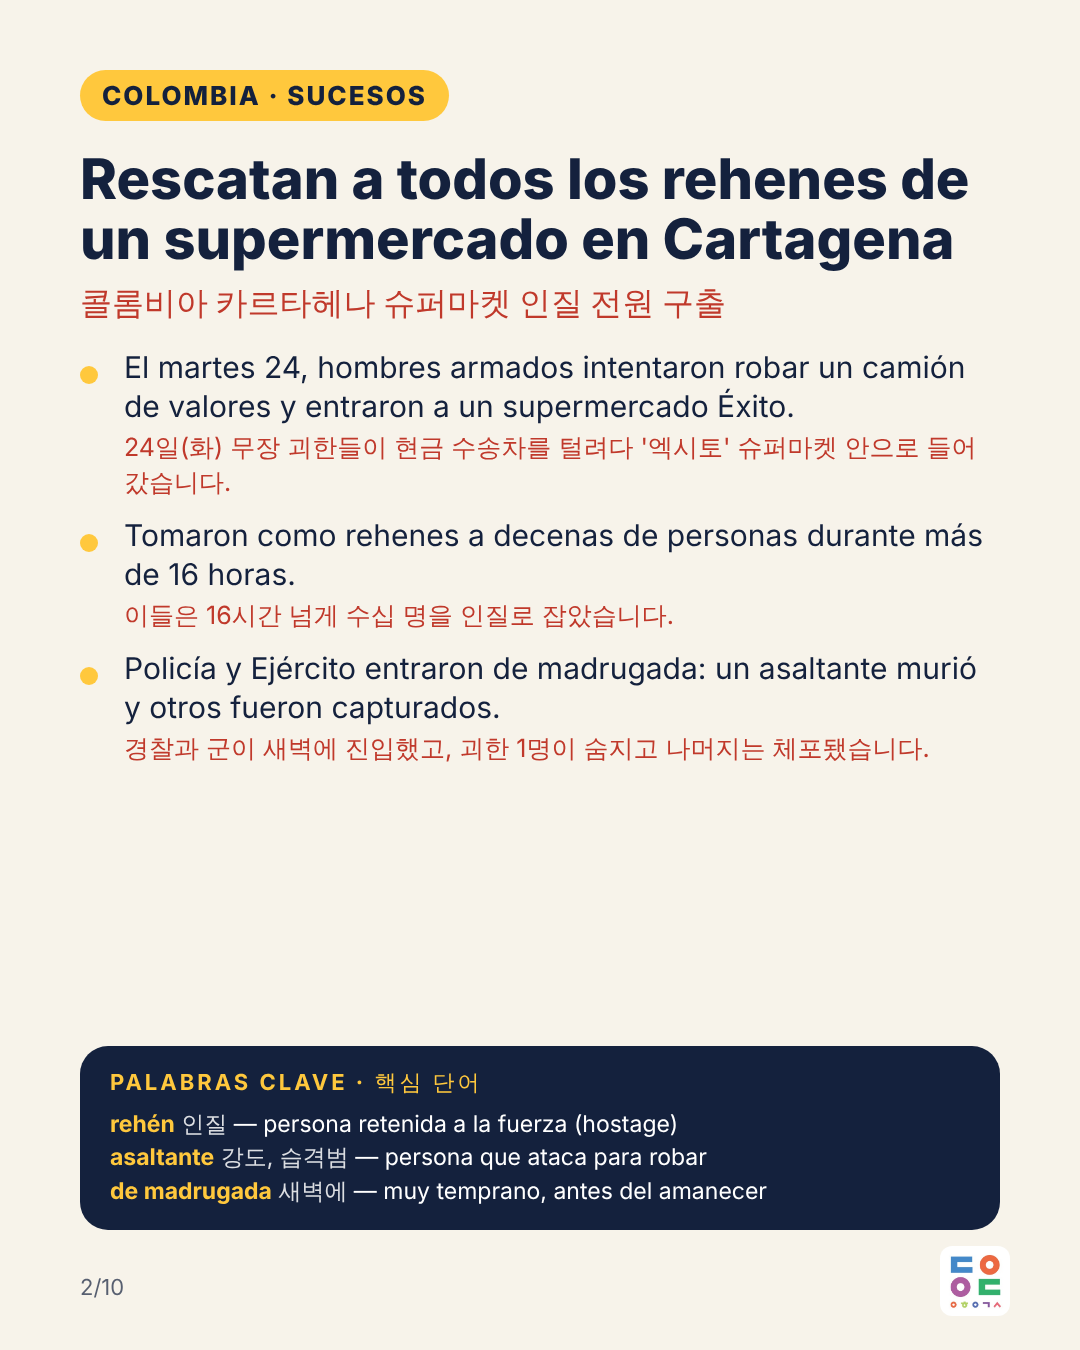 COLOMBIA · SUCESOS
Rescatan a todos los rehenes de
un supermercado en Cartagena
콜롬비아 카르타헤나 슈퍼마켓 인질 전원 구출
El martes 24, hombres armados intentaron robar un camión
de valores y entraron a un supermercado Éxito.
24일(화) 무장 괴한들이 현금 수송차를 털려다 '엑시토' 슈퍼마켓 안으로 들어
갔습니다.
Tomaron como rehenes a decenas de personas durante más
de 16 horas.
이들은 16시간 넘게 수십 명을 인질로 잡았습니다.
Policía y Ejército entraron de madrugada: un asaltante murió
y otros fueron capturados.
경찰과 군이 새벽에 진입했고, 괴한 1명이 숨지고 나머지는 체포됐습니다.
PALABRAS CLAVE · 핵심 단어
rehén 인질 — persona retenida a la fuerza (hostage)
asaltante 강도, 습격범 — persona que ataca para robar
de madrugada 새벽에 — muy temprano, antes del amanecer
2/10